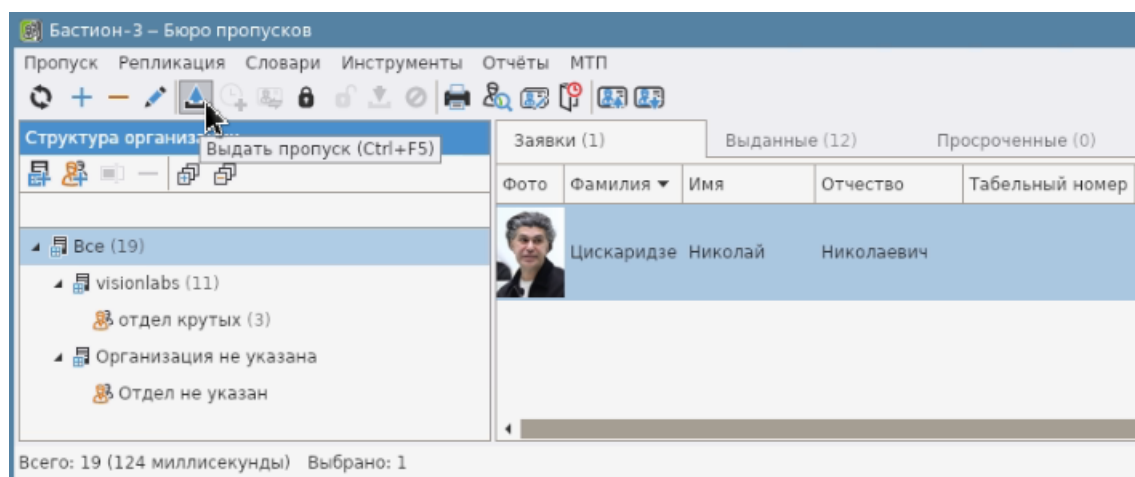 Бастион-3 – Бюро пропусков
Пропуск Репликация Словари Инструменты Отчёты МТП
Структура
Выдать пропуск (Ctrl+F5)
Заявки (1) Выданные (12) Просроченные (0)
Фото Фамилия Имя Отчество Табельный номер
Цискаридзе Николай Николаевич
Все (19)
visionlabs (11)
отдел крутых (3)
Организация не указана
Отдел не указан
Всего: 19 (124 миллисекунды) Выбрано: 1